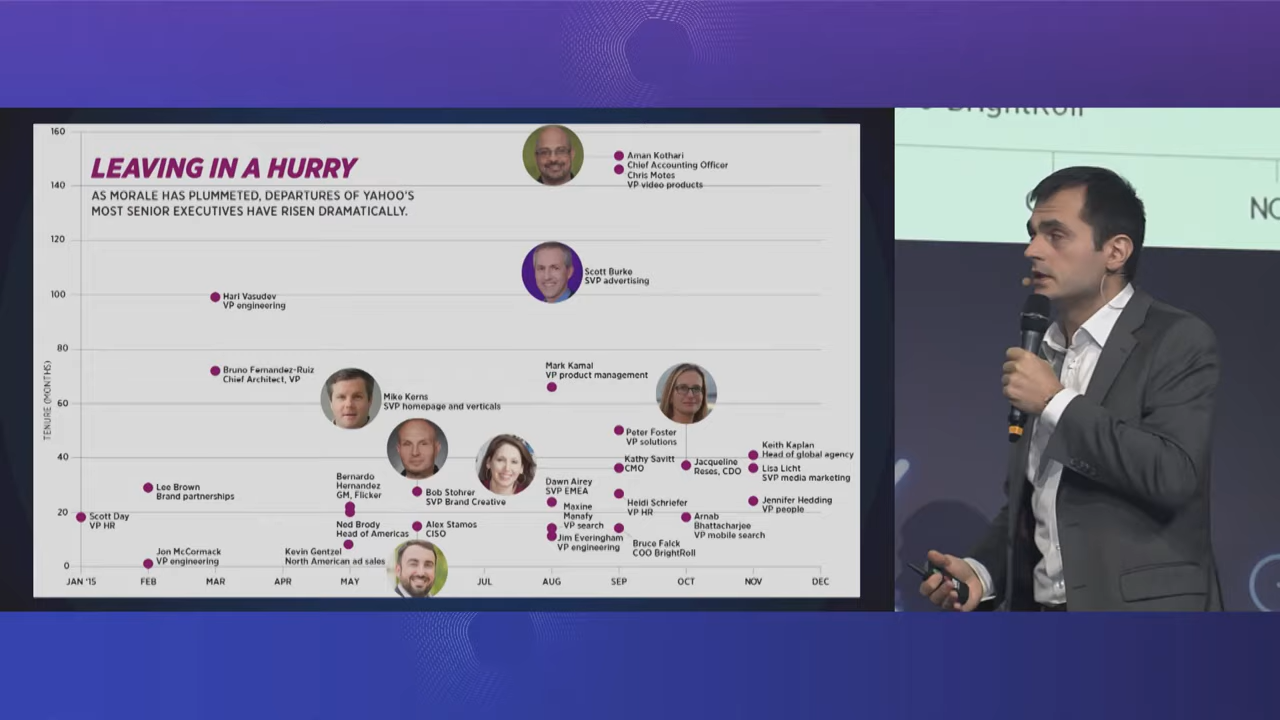 LEAVING IN A HURRY
AS MORALE HAS PLUMMETED, DEPARTURES OF YAHOO'S
MOST SENIOR EXECUTIVES HAVE RISEN DRAMATICALLY.
TENURE (MONTHS)
160
140
120
100
80
60
40
20
0
JAN '15
FEB
MAR
APR
MAY
JUL
AUG
SEP
OCT
NOV
DEC
Aman Kothari
Chief Accounting Officer
Chris Motes
VP video products
Scott Burke
SVP advertising
Hari Vasudev
VP engineering
Bruno Fernandez-Ruiz
Chief Architect, VP
Mark Kamal
VP product management
Mike Kerns
SVP homepage and verticals
Peter Foster
VP solutions
Keith Kaplan
Head of global agency
Kathy Savitt
CMO
Jacqueline
Reses, CDO
Lisa Licht
SVP media marketing
Lee Brown
Brand partnerships
Bernardo
Hernandez
GM, Flicker
Bob Stohrer
SVP Brand Creative
Dawn Airey
SVP EMEA
Heidi Schriefer
VP HR
Jennifer Hedding
VP people
Scott Day
VP HR
Ned Brody
Head of Americas
Alex Stamos
CISO
Maxine
Manafy
VP search
Arnab
Bhattacharjee
VP mobile search
Jim Everingham
VP engineering
Bruce Falck
COO BrightRoll
Jon McCormack
VP engineering
Kevin Gentzel
North American ad sales
BrightRoll
NO